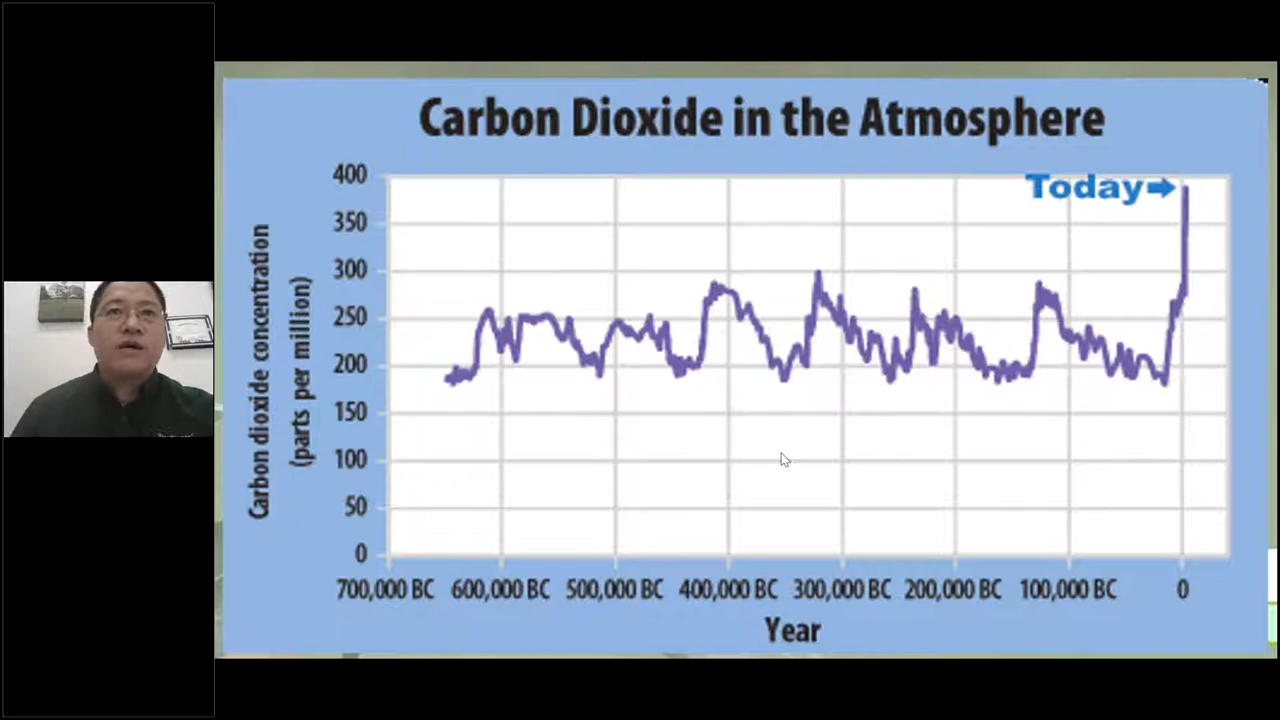 Carbon Dioxide in the Atmosphere
400
Today
350
300
250
200
150
100
50
0
Carbon dioxide concentration
(parts per million)
700,000 BC 600,000 BC 500,000 BC 400,000 BC 300,000 BC 200,000 BC 100,000 BC 0
Year